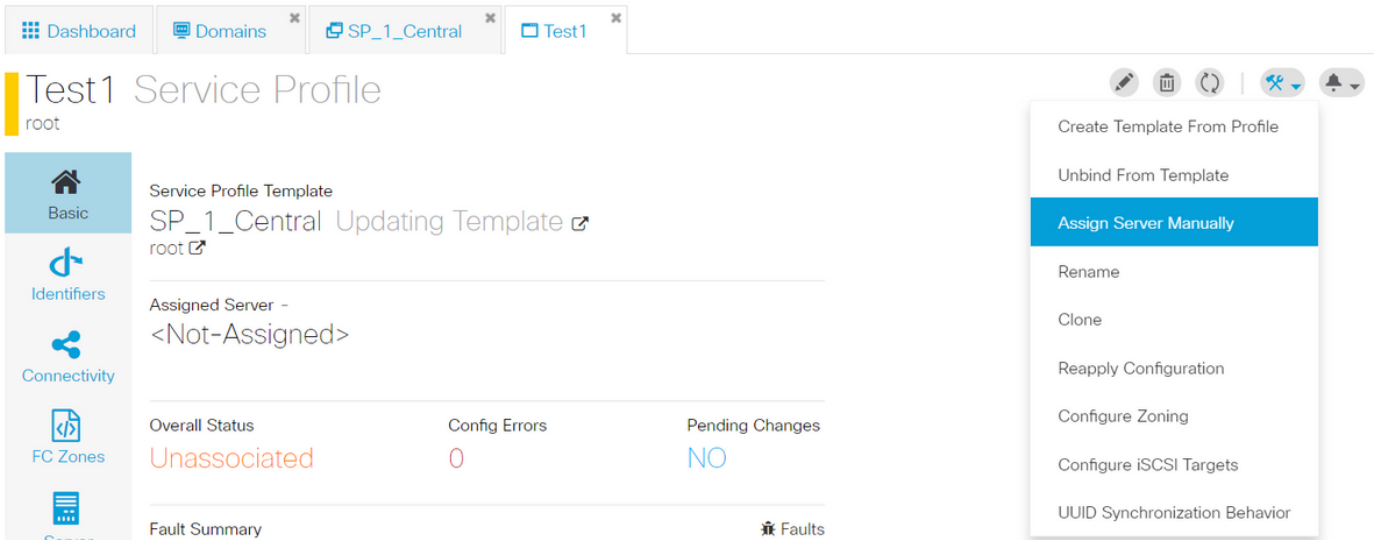 Dashboard
Domains
SP_1_Central
Test1
Test1 Service Profile
root
Basic
Identifiers
Connectivity
FC Zones
Service Profile Template
SP_1_Central Updating Template
root
Assigned Server -
<Not-Assigned>
Overall Status
Config Errors
Pending Changes
Unassociated
0
NO
Fault Summary
Faults
Create Template From Profile
Unbind From Template
Assign Server Manually
Rename
Clone
Reapply Configuration
Configure Zoning
Configure iSCSI Targets
UUID Synchronization Behavior